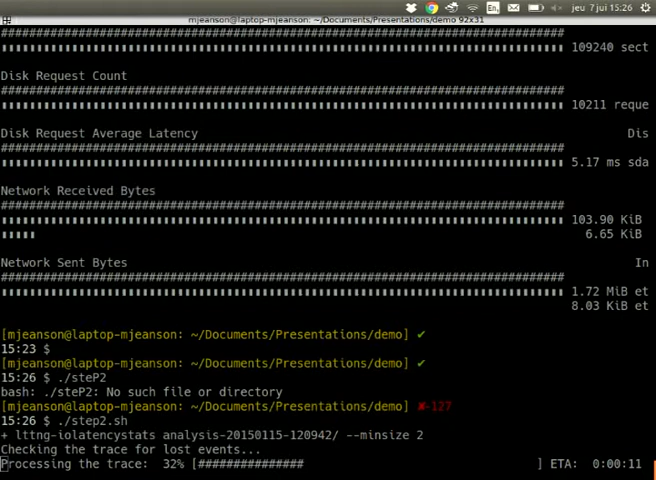 En
jeu 7 jui 15:26
mjeanson@laptop-mjeanson: ~/Documents/Presentations/demo 92x31
################################################################
109240 sect
Disk Request Count
################################################################
10211 reque
Disk Request Average Latency Dis
################################################################
5.17 ms sda
Network Received Bytes
################################################################
103.90 KiB
6.65 KiB
Network Sent Bytes In
################################################################
1.72 MiB et
8.03 KiB et
[mjeanson@laptop-mjeanson: ~/Documents/Presentations/demo] ✔
15:23 $
[mjeanson@laptop-mjeanson: ~/Documents/Presentations/demo] ✔
15:26 $ ./steP2
bash: ./steP2: No such file or directory
[mjeanson@laptop-mjeanson: ~/Documents/Presentations/demo] ✘-127
15:26 $ ./step2.sh
+ lttng-iolatencystats analysis-20150115-120942/ --minsize 2
Checking the trace for lost events...
Processing the trace: 32% [############### ] ETA: 0:00:11